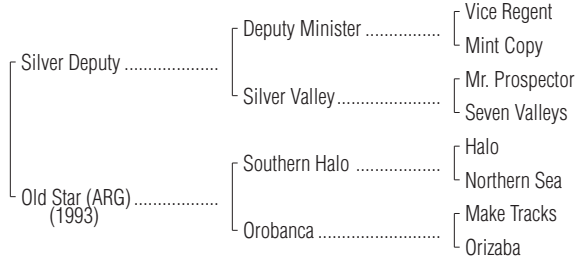 Vice Regent
Deputy Minister ..................
Mint Copy
Silver Deputy ......................
Mr. Prospector
Silver Valley.........................
Seven Valleys
Halo
Southern Halo ....................
Northern Sea
Old Star (ARG) ...................
(1993)
Make Tracks
Orobanca .............................
Orizaba